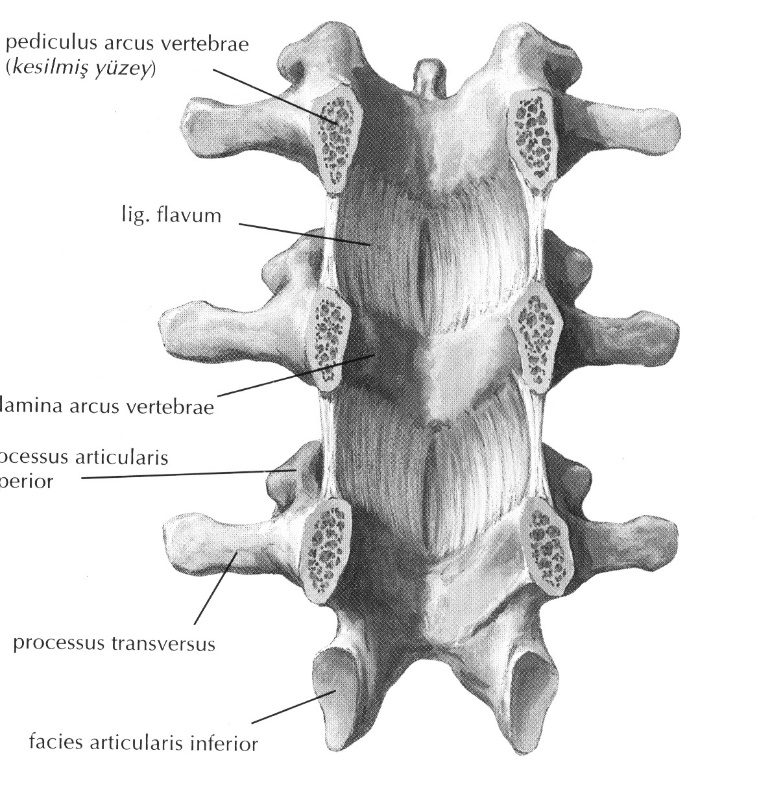 pediculus arcus vertebrae
(kesilmiş yüzey)
lig. flavum
lamina arcus vertebrae
ocessus articularis
perior
processus transversus
facies articularis inferior